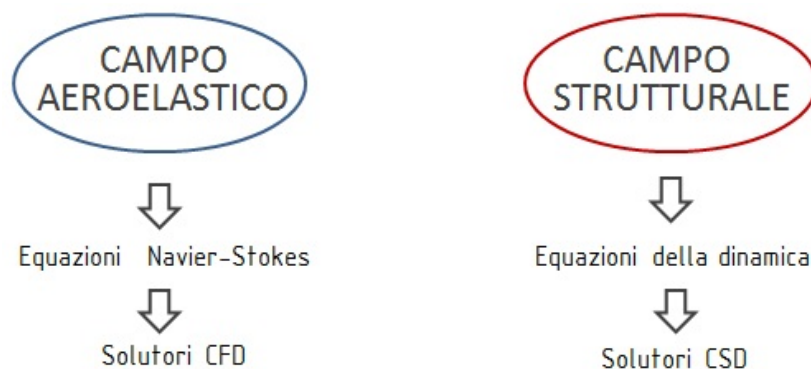 CAMPO
AEROELASTICO
Equazioni Navier-Stokes
Solutori CFD
CAMPO
STRUTTURALE
Equazioni della dinamica
Solutori CSD